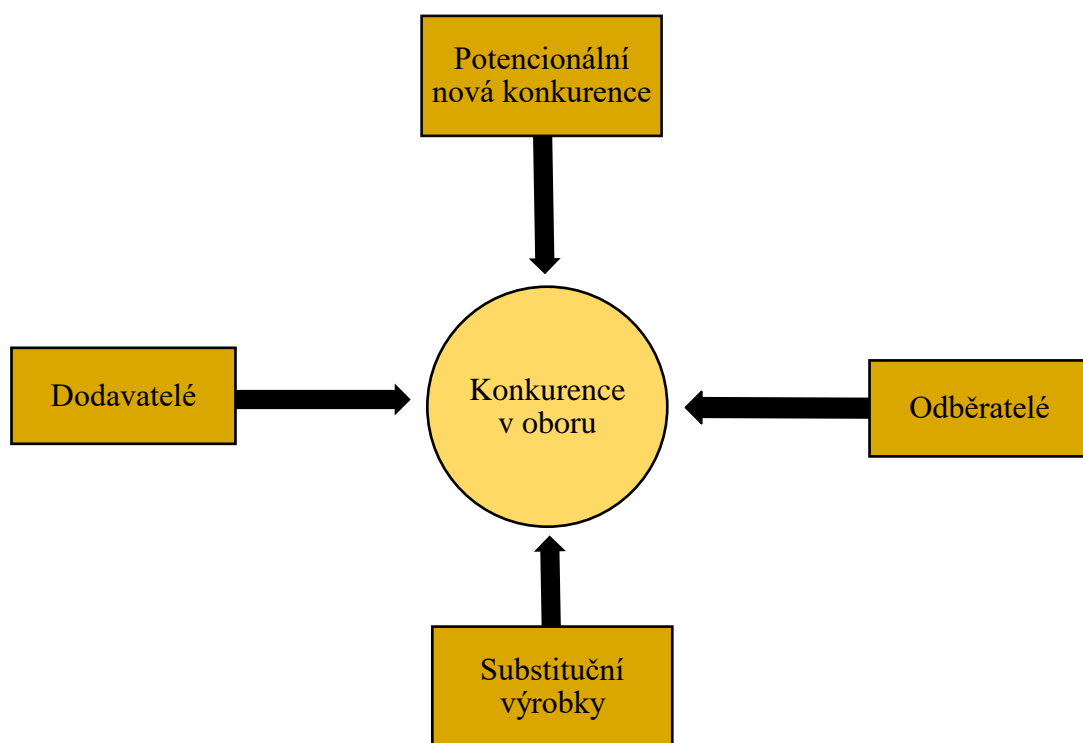 Potencionální
nová konkurence
Dodavatelé
Konkurence
v oboru
Odběratelé
Substituční
výrobky